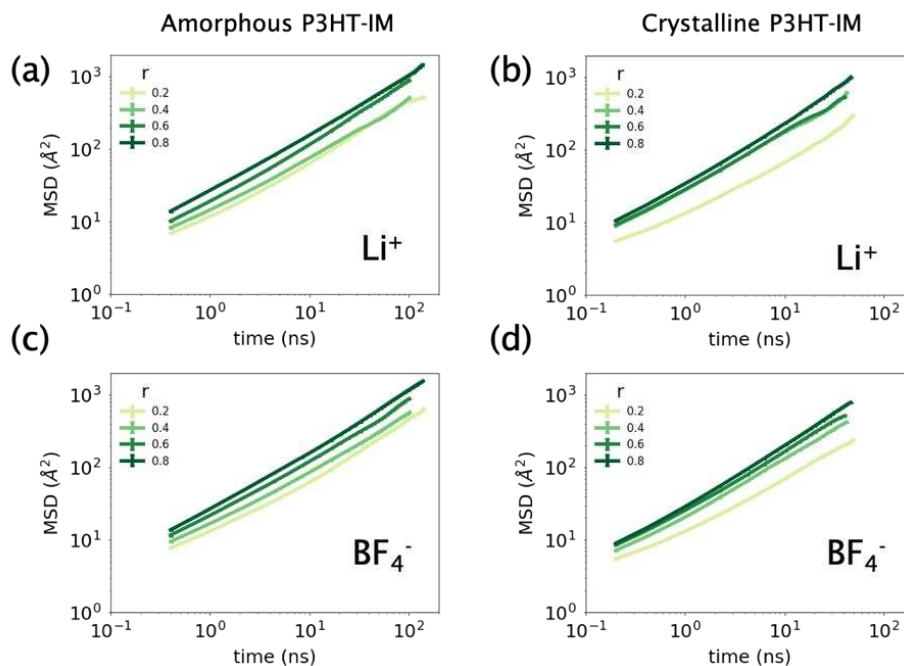 Amorphous P3HT-IM
Crystalline P3HT-IM
(a)
MSD (Å²)
10³
10²
10¹
10⁰
r
0.2
0.4
0.6
0.8
Li⁺
10⁻¹ 10⁰ 10¹ 10²
time (ns)
(b)
MSD (Å²)
10³
10²
10¹
10⁰
r
0.2
0.4
0.6
0.8
Li⁺
10⁻¹ 10⁰ 10¹ 10²
time (ns)
(c)
MSD (Å²)
10³
10²
10¹
10⁰
r
0.2
0.4
0.6
0.8
BF₄⁻
10⁻¹ 10⁰ 10¹ 10²
time (ns)
(d)
MSD (Å²)
10³
10²
10¹
10⁰
r
0.2
0.4
0.6
0.8
BF₄⁻
10⁻¹ 10⁰ 10¹ 10²
time (ns)